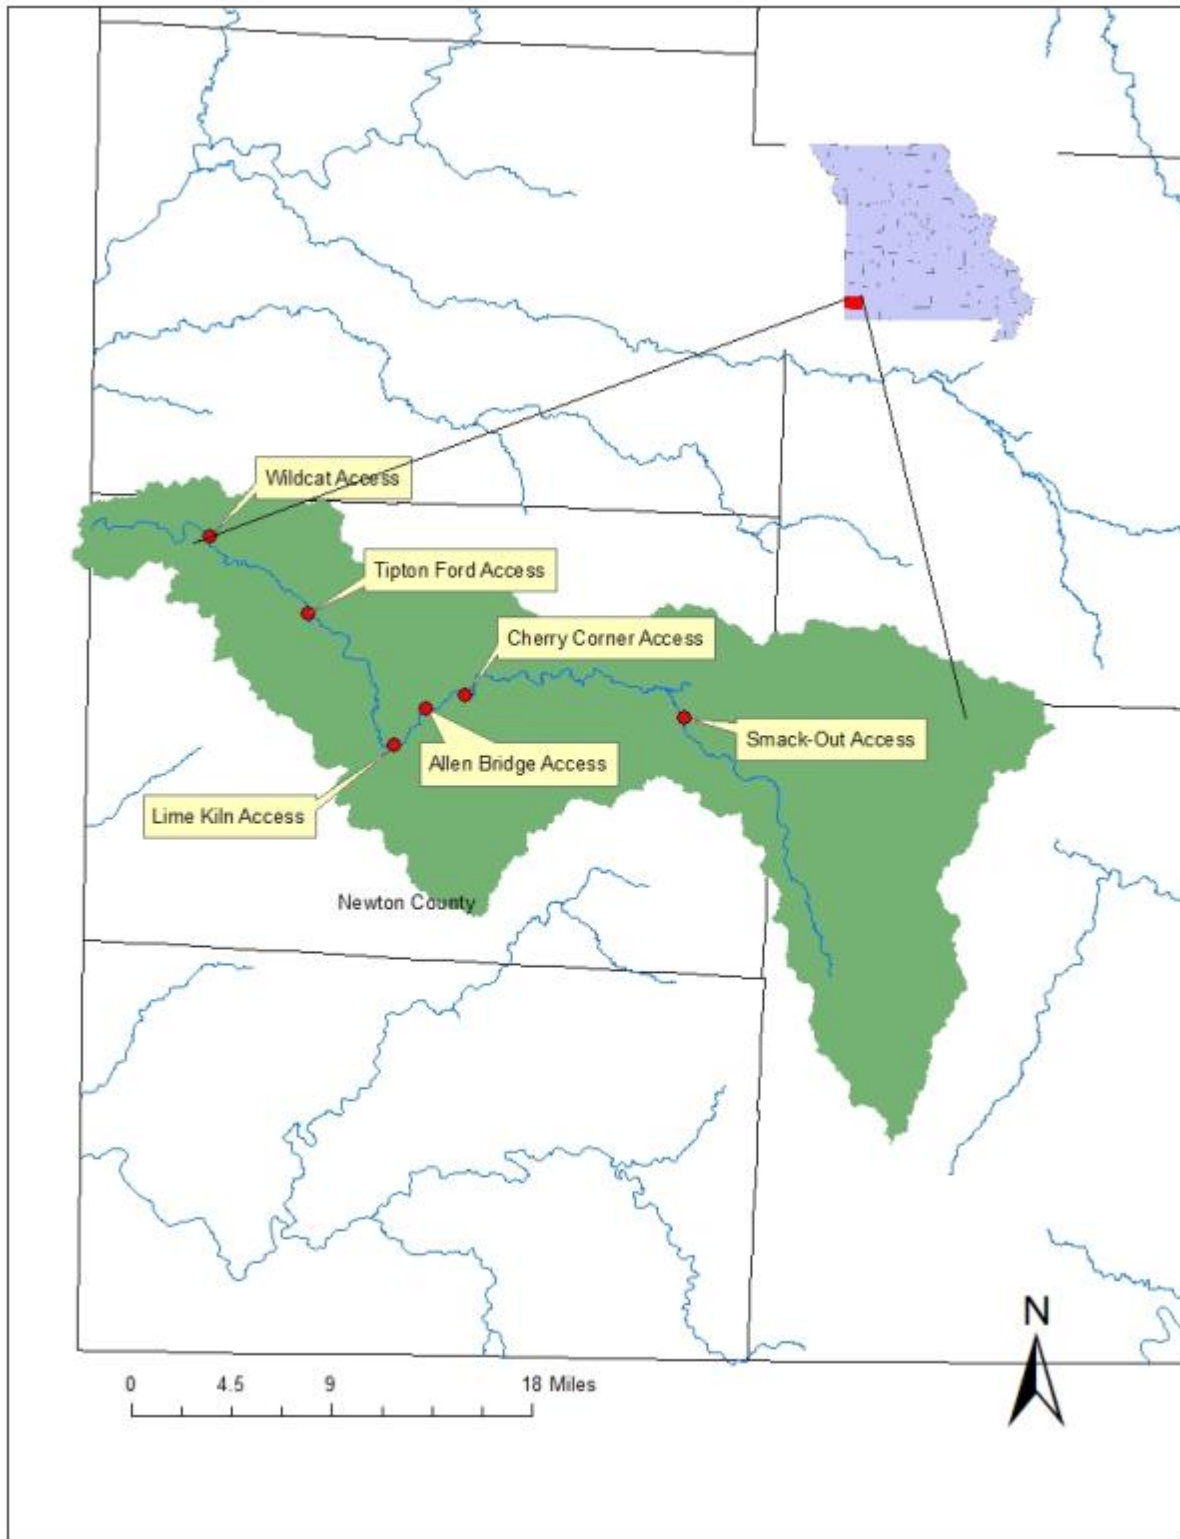 Wildcat Access
Tipton Ford Access
Cherry Corner Access
Smack-Out Access
Allen Bridge Access
Lime Kiln Access
Newton County
N
0 4.5 9 18 Miles